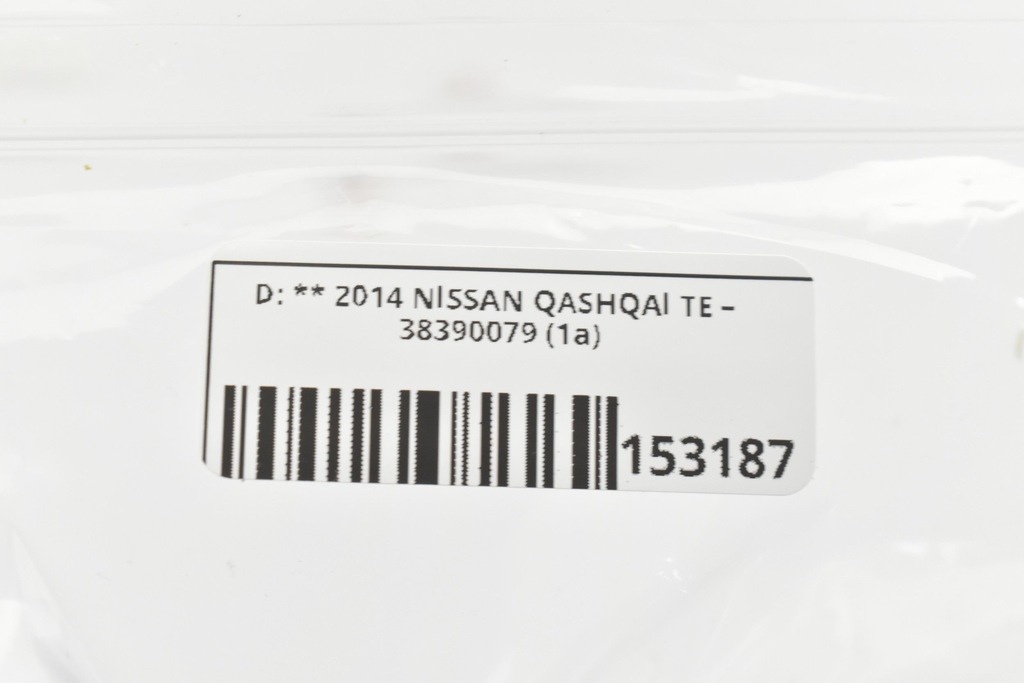 D: ** 2014 NISSAN QASHQAI TE –
38390079 (1a)
153187